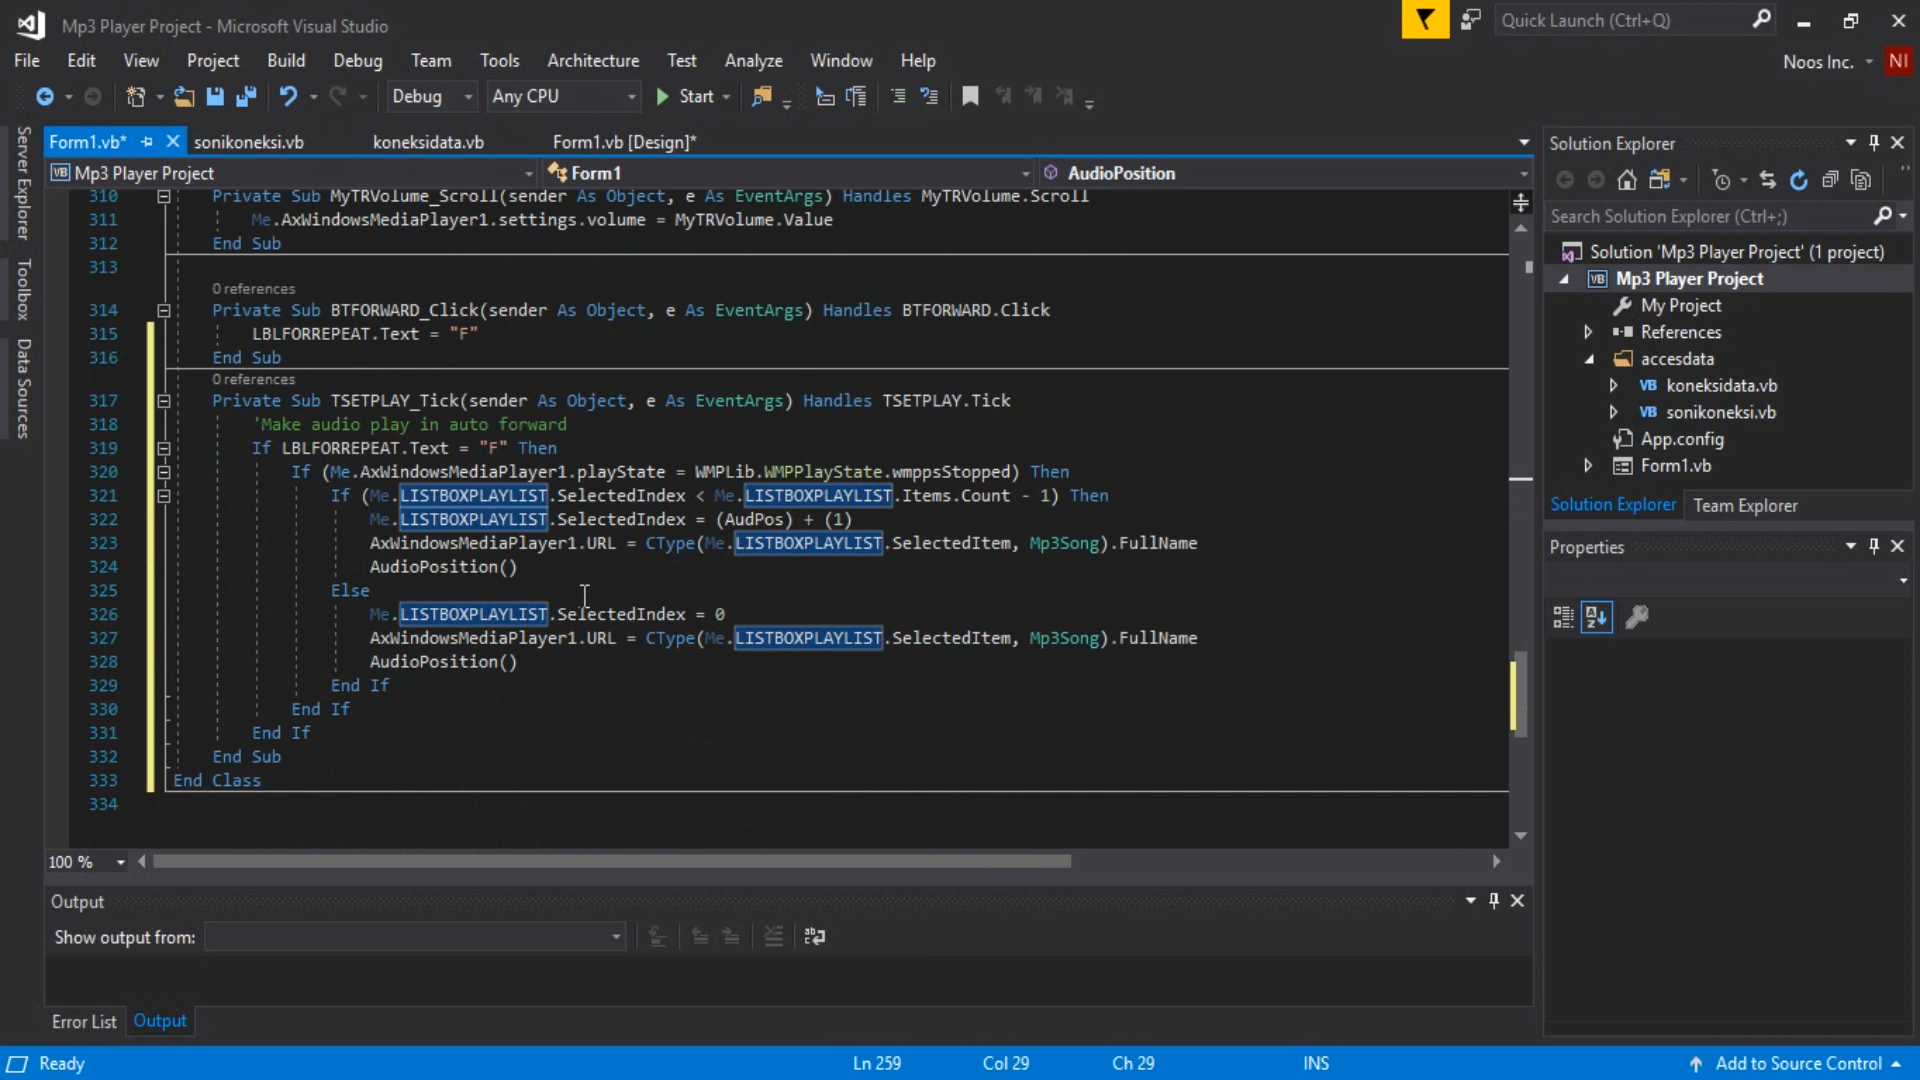 Mp3 Player Project - Microsoft Visual Studio
Quick Launch (Ctrl+Q)
File Edit View Project Build Debug Team Tools Architecture Test Analyze Window Help
Noos Inc. NI
Debug Any CPU Start
Server Explorer
Toolbox
Data Sources
Form1.vb* sonikoneksi.vb koneksidata.vb Form1.vb [Design]*
VB Mp3 Player Project Form1 AudioPosition
310 Private Sub MyTRVolume_Scroll(sender As Object, e As EventArgs) Handles MyTRVolume.Scroll
311 Me.AxWindowsMediaPlayer1.settings.volume = MyTRVolume.Value
312 End Sub
313
0 references
314 Private Sub BTFORWARD_Click(sender As Object, e As EventArgs) Handles BTFORWARD.Click
315 LBLFORREPEAT.Text = "F"
316 End Sub
0 references
317 Private Sub TSETPLAY_Tick(sender As Object, e As EventArgs) Handles TSETPLAY.Tick
318 'Make audio play in auto forward
319 If LBLFORREPEAT.Text = "F" Then
320 If (Me.AxWindowsMediaPlayer1.playState = WMPLib.WMPPlayState.wmppsStopped) Then
321 If (Me.LISTBOXPLAYLIST.SelectedIndex < Me.LISTBOXPLAYLIST.Items.Count - 1) Then
322 Me.LISTBOXPLAYLIST.SelectedIndex = (AudPos) + (1)
323 AxWindowsMediaPlayer1.URL = CType(Me.LISTBOXPLAYLIST.SelectedItem, Mp3Song).FullName
324 AudioPosition()
325 Else
326 Me.LISTBOXPLAYLIST.SelectedIndex = 0
327 AxWindowsMediaPlayer1.URL = CType(Me.LISTBOXPLAYLIST.SelectedItem, Mp3Song).FullName
328 AudioPosition()
329 End If
330 End If
331 End If
332 End Sub
333 End Class
334
100 %
Output
Show output from:
Error List Output
Solution Explorer
Search Solution Explorer (Ctrl+;)
Solution 'Mp3 Player Project' (1 project)
VB Mp3 Player Project
My Project
References
accesdata
VB koneksidata.vb
VB sonikoneksi.vb
App.config
Form1.vb
Solution Explorer Team Explorer
Properties
Ready Ln 259 Col 29 Ch 29 INS Add to Source Control